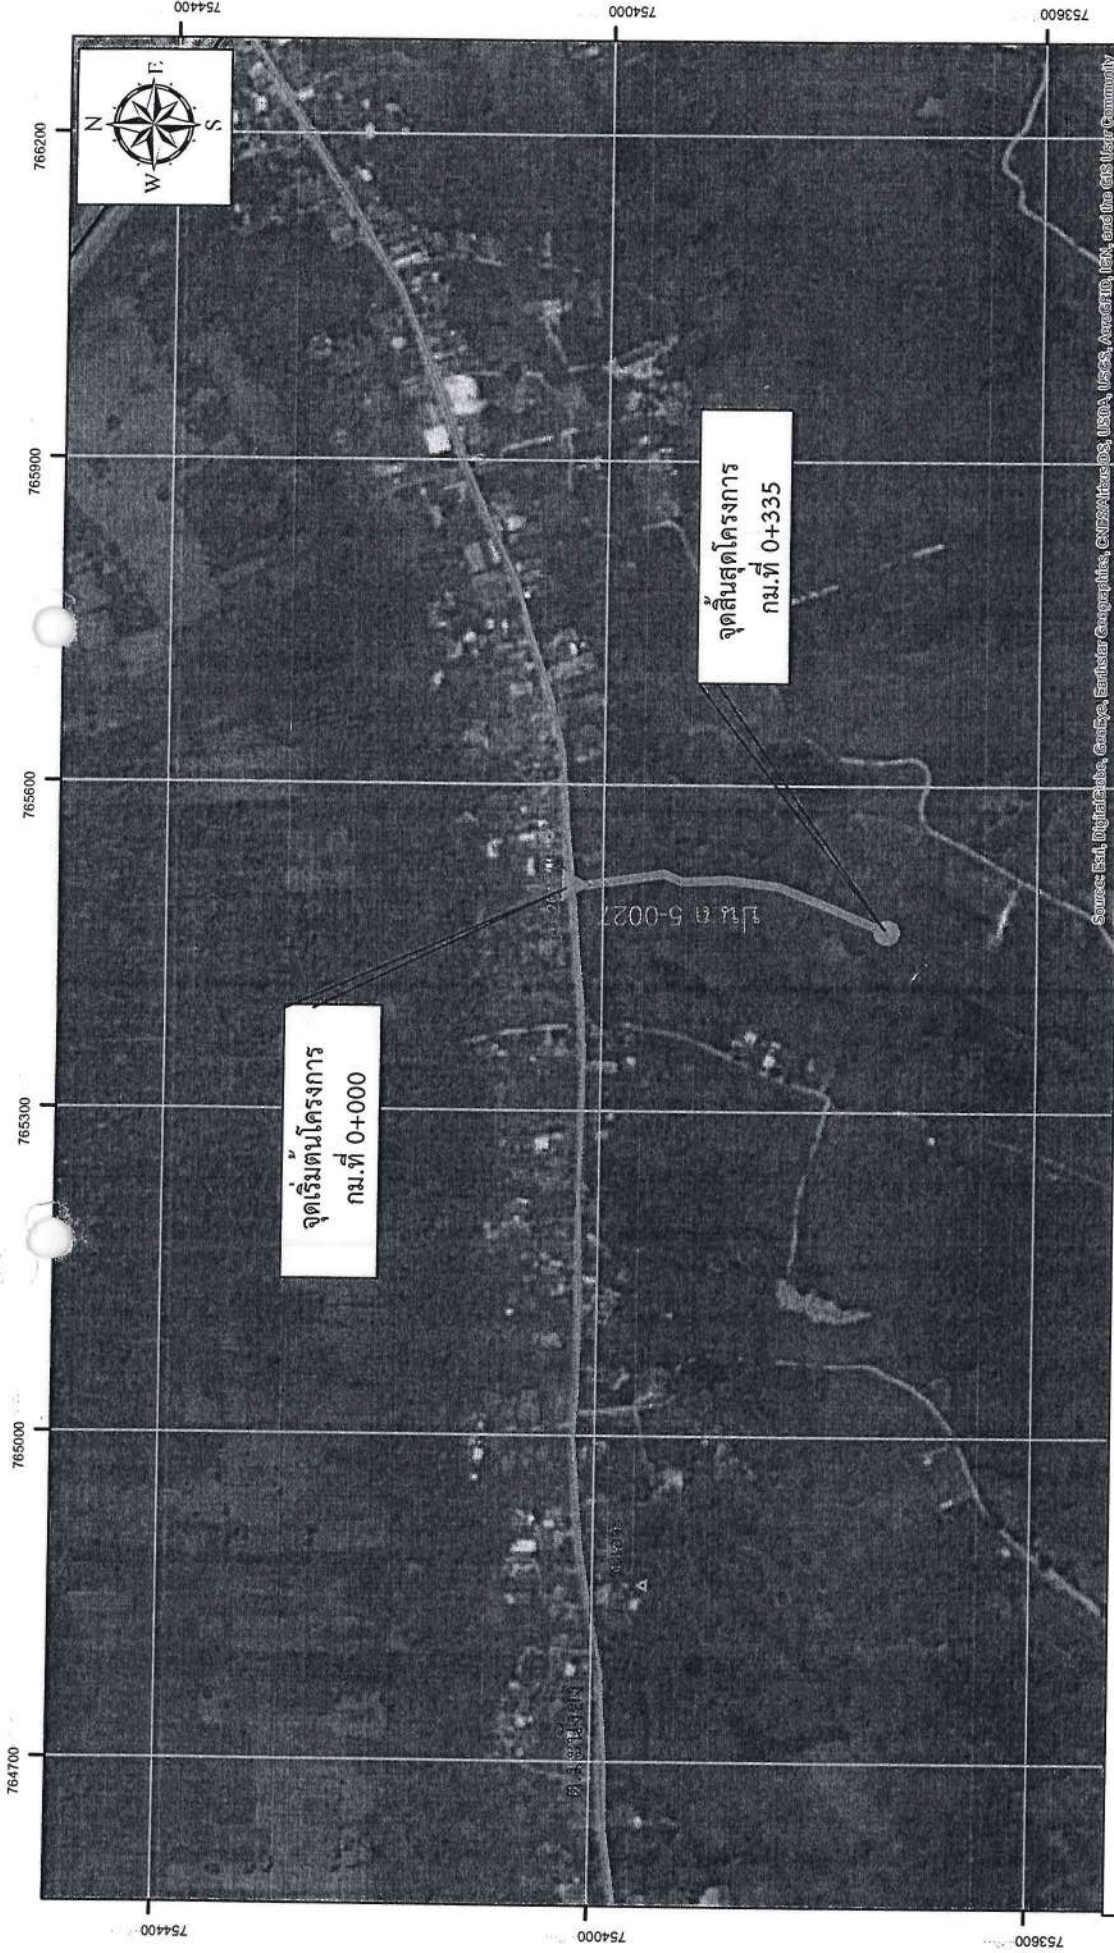 764700
765000
765300
765600
765900
766200
754400
754400
N
W
E
S
จุดเริ่มต้นโครงการ
กม.ที่ 0+000
754000
754000
ปน.ถ 5-0027
จุดสิ้นสุดโครงการ
กม.ที่ 0+335
753600
753600
Source: Esri, DigitalGlobe, GeoEye, Earthstar Geographics, CNES/Airbus DS, USDA, USGS, AeroGRID, IGN, and the GIS User Community